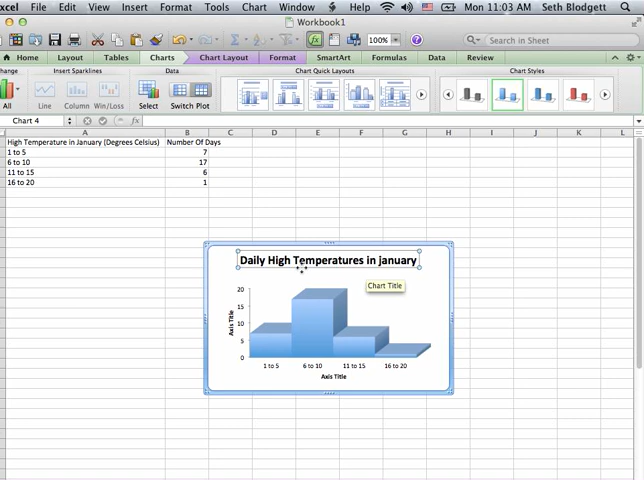 xcel File Edit View Insert Format Tools Chart Window Help Mon 11:03 AM Seth Blodgett
Workbook1
100% Search in Sheet
Home Layout Tables Charts Chart Layout Format SmartArt Formulas Data Review
hange Insert Sparklines Data Chart Quick Layouts Chart Styles
All Line Column Win/Loss Select Switch Plot
Chart 4 fx
A B C D E F G H I J K L
High Temperature in January (Degrees Celsius) Number Of Days
1 to 5 7
6 to 10 17
11 to 15 6
16 to 20 1
Daily High Temperatures in january
Chart Title
20
15
10
5
0
Axis Title
1 to 5 6 to 10 11 to 15 16 to 20
Axis Title